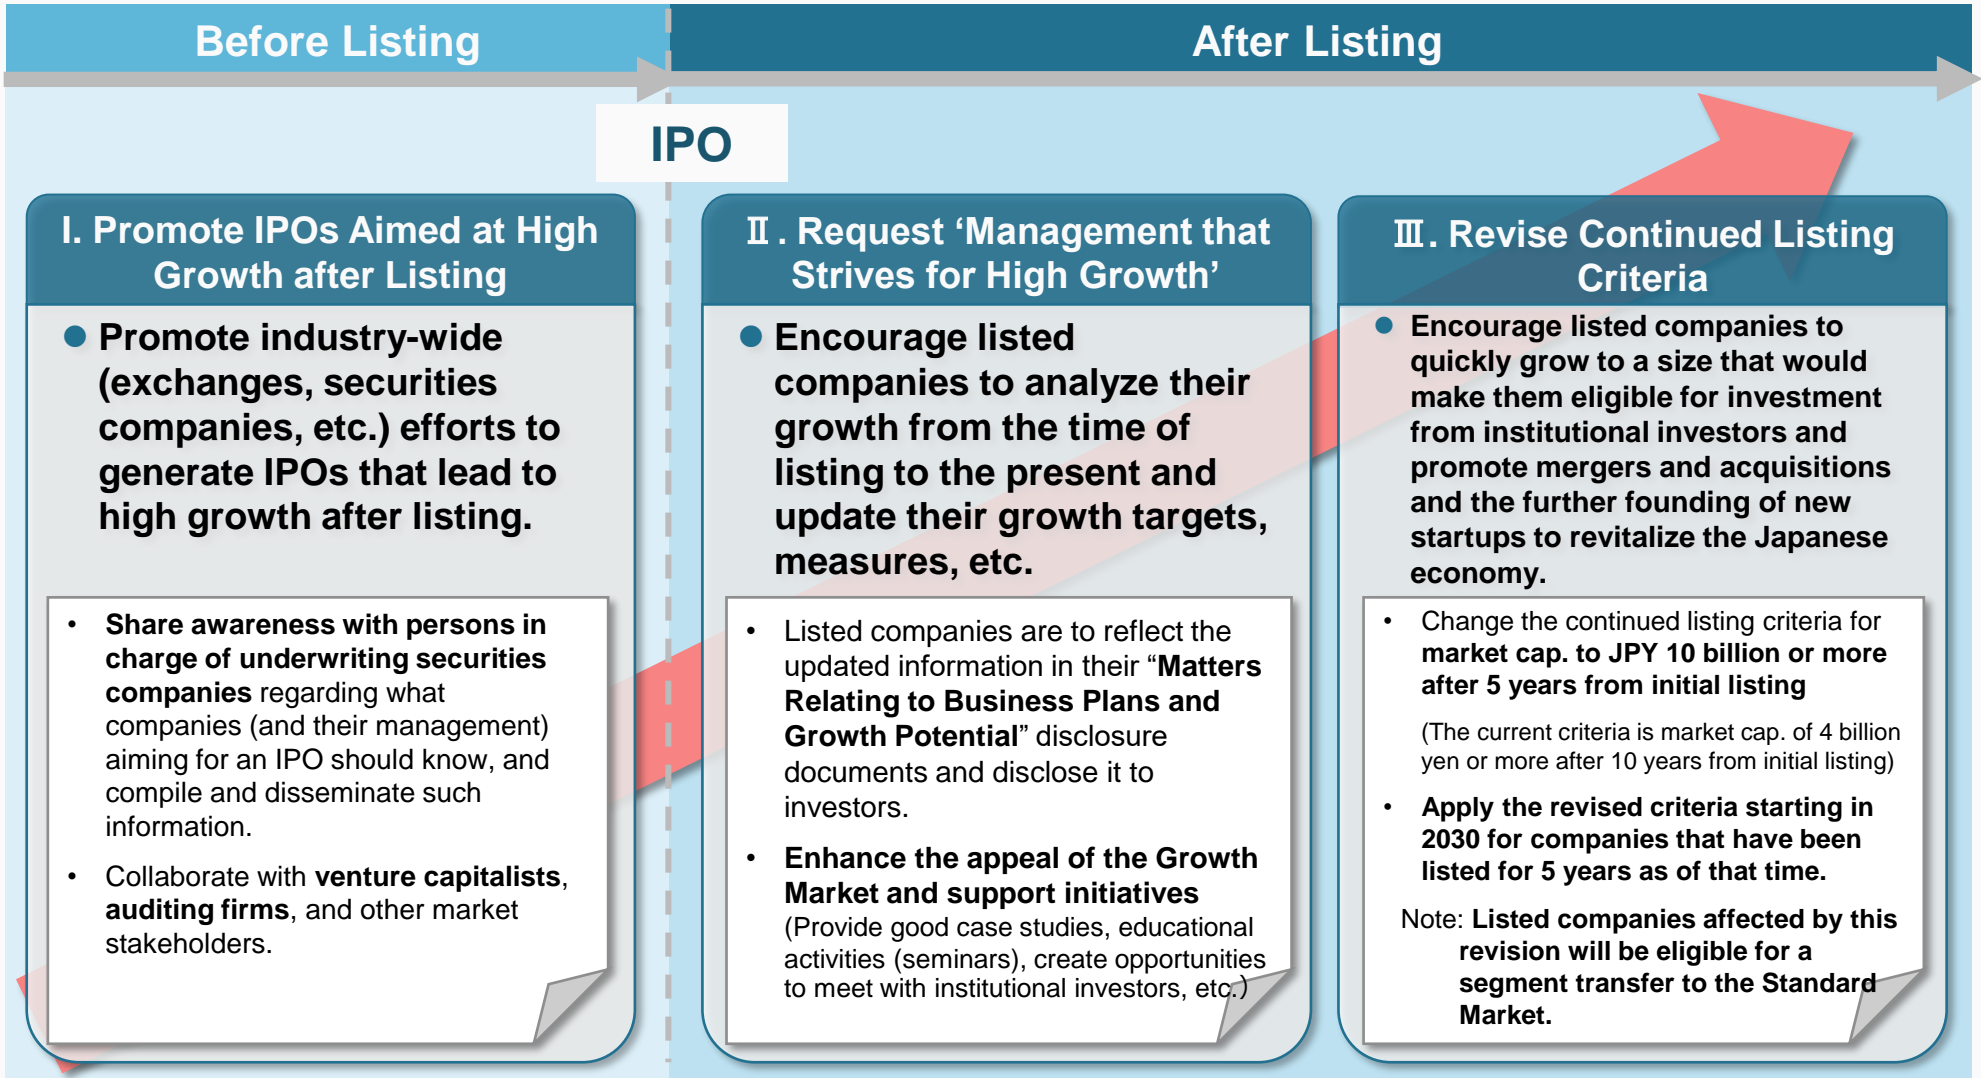 Before Listing
After Listing
IPO
I. Promote IPOs Aimed at High
Growth after Listing
● Promote industry-wide
(exchanges, securities
companies, etc.) efforts to
generate IPOs that lead to
high growth after listing.
• Share awareness with persons in
charge of underwriting securities
companies regarding what
companies (and their management)
aiming for an IPO should know, and
compile and disseminate such
information.
• Collaborate with venture capitalists,
auditing firms, and other market
stakeholders.
Ⅱ. Request ‘Management that
Strives for High Growth’
● Encourage listed
companies to analyze their
growth from the time of
listing to the present and
update their growth targets,
measures, etc.
• Listed companies are to reflect the
updated information in their “Matters
Relating to Business Plans and
Growth Potential” disclosure
documents and disclose it to
investors.
• Enhance the appeal of the Growth
Market and support initiatives
(Provide good case studies, educational
activities (seminars), create opportunities
to meet with institutional investors, etc.)
Ⅲ. Revise Continued Listing
Criteria
● Encourage listed companies to
quickly grow to a size that would
make them eligible for investment
from institutional investors and
promote mergers and acquisitions
and the further founding of new
startups to revitalize the Japanese
economy.
• Change the continued listing criteria for
market cap. to JPY 10 billion or more
after 5 years from initial listing
(The current criteria is market cap. of 4 billion
yen or more after 10 years from initial listing)
• Apply the revised criteria starting in
2030 for companies that have been
listed for 5 years as of that time.
Note: Listed companies affected by this
revision will be eligible for a
segment transfer to the Standard
Market.